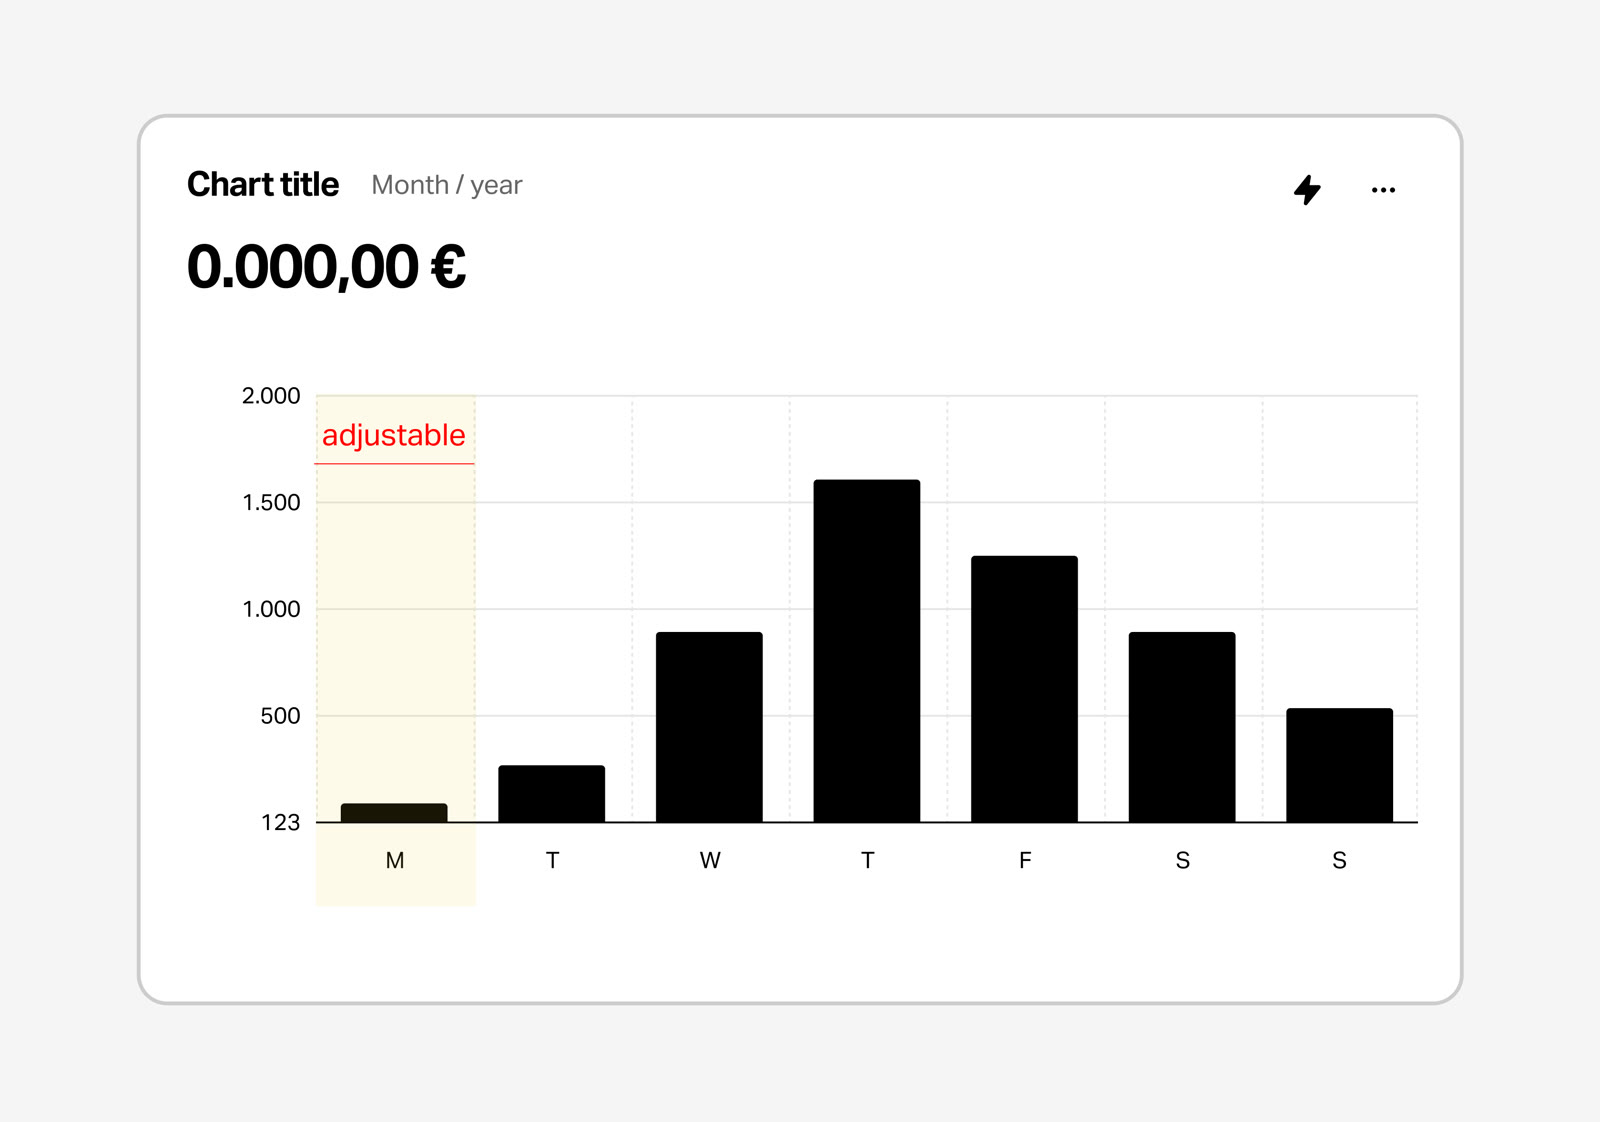 Chart title Month / year
0.000,00 €
2.000
adjustable
1.500
1.000
500
123
M T W T F S S